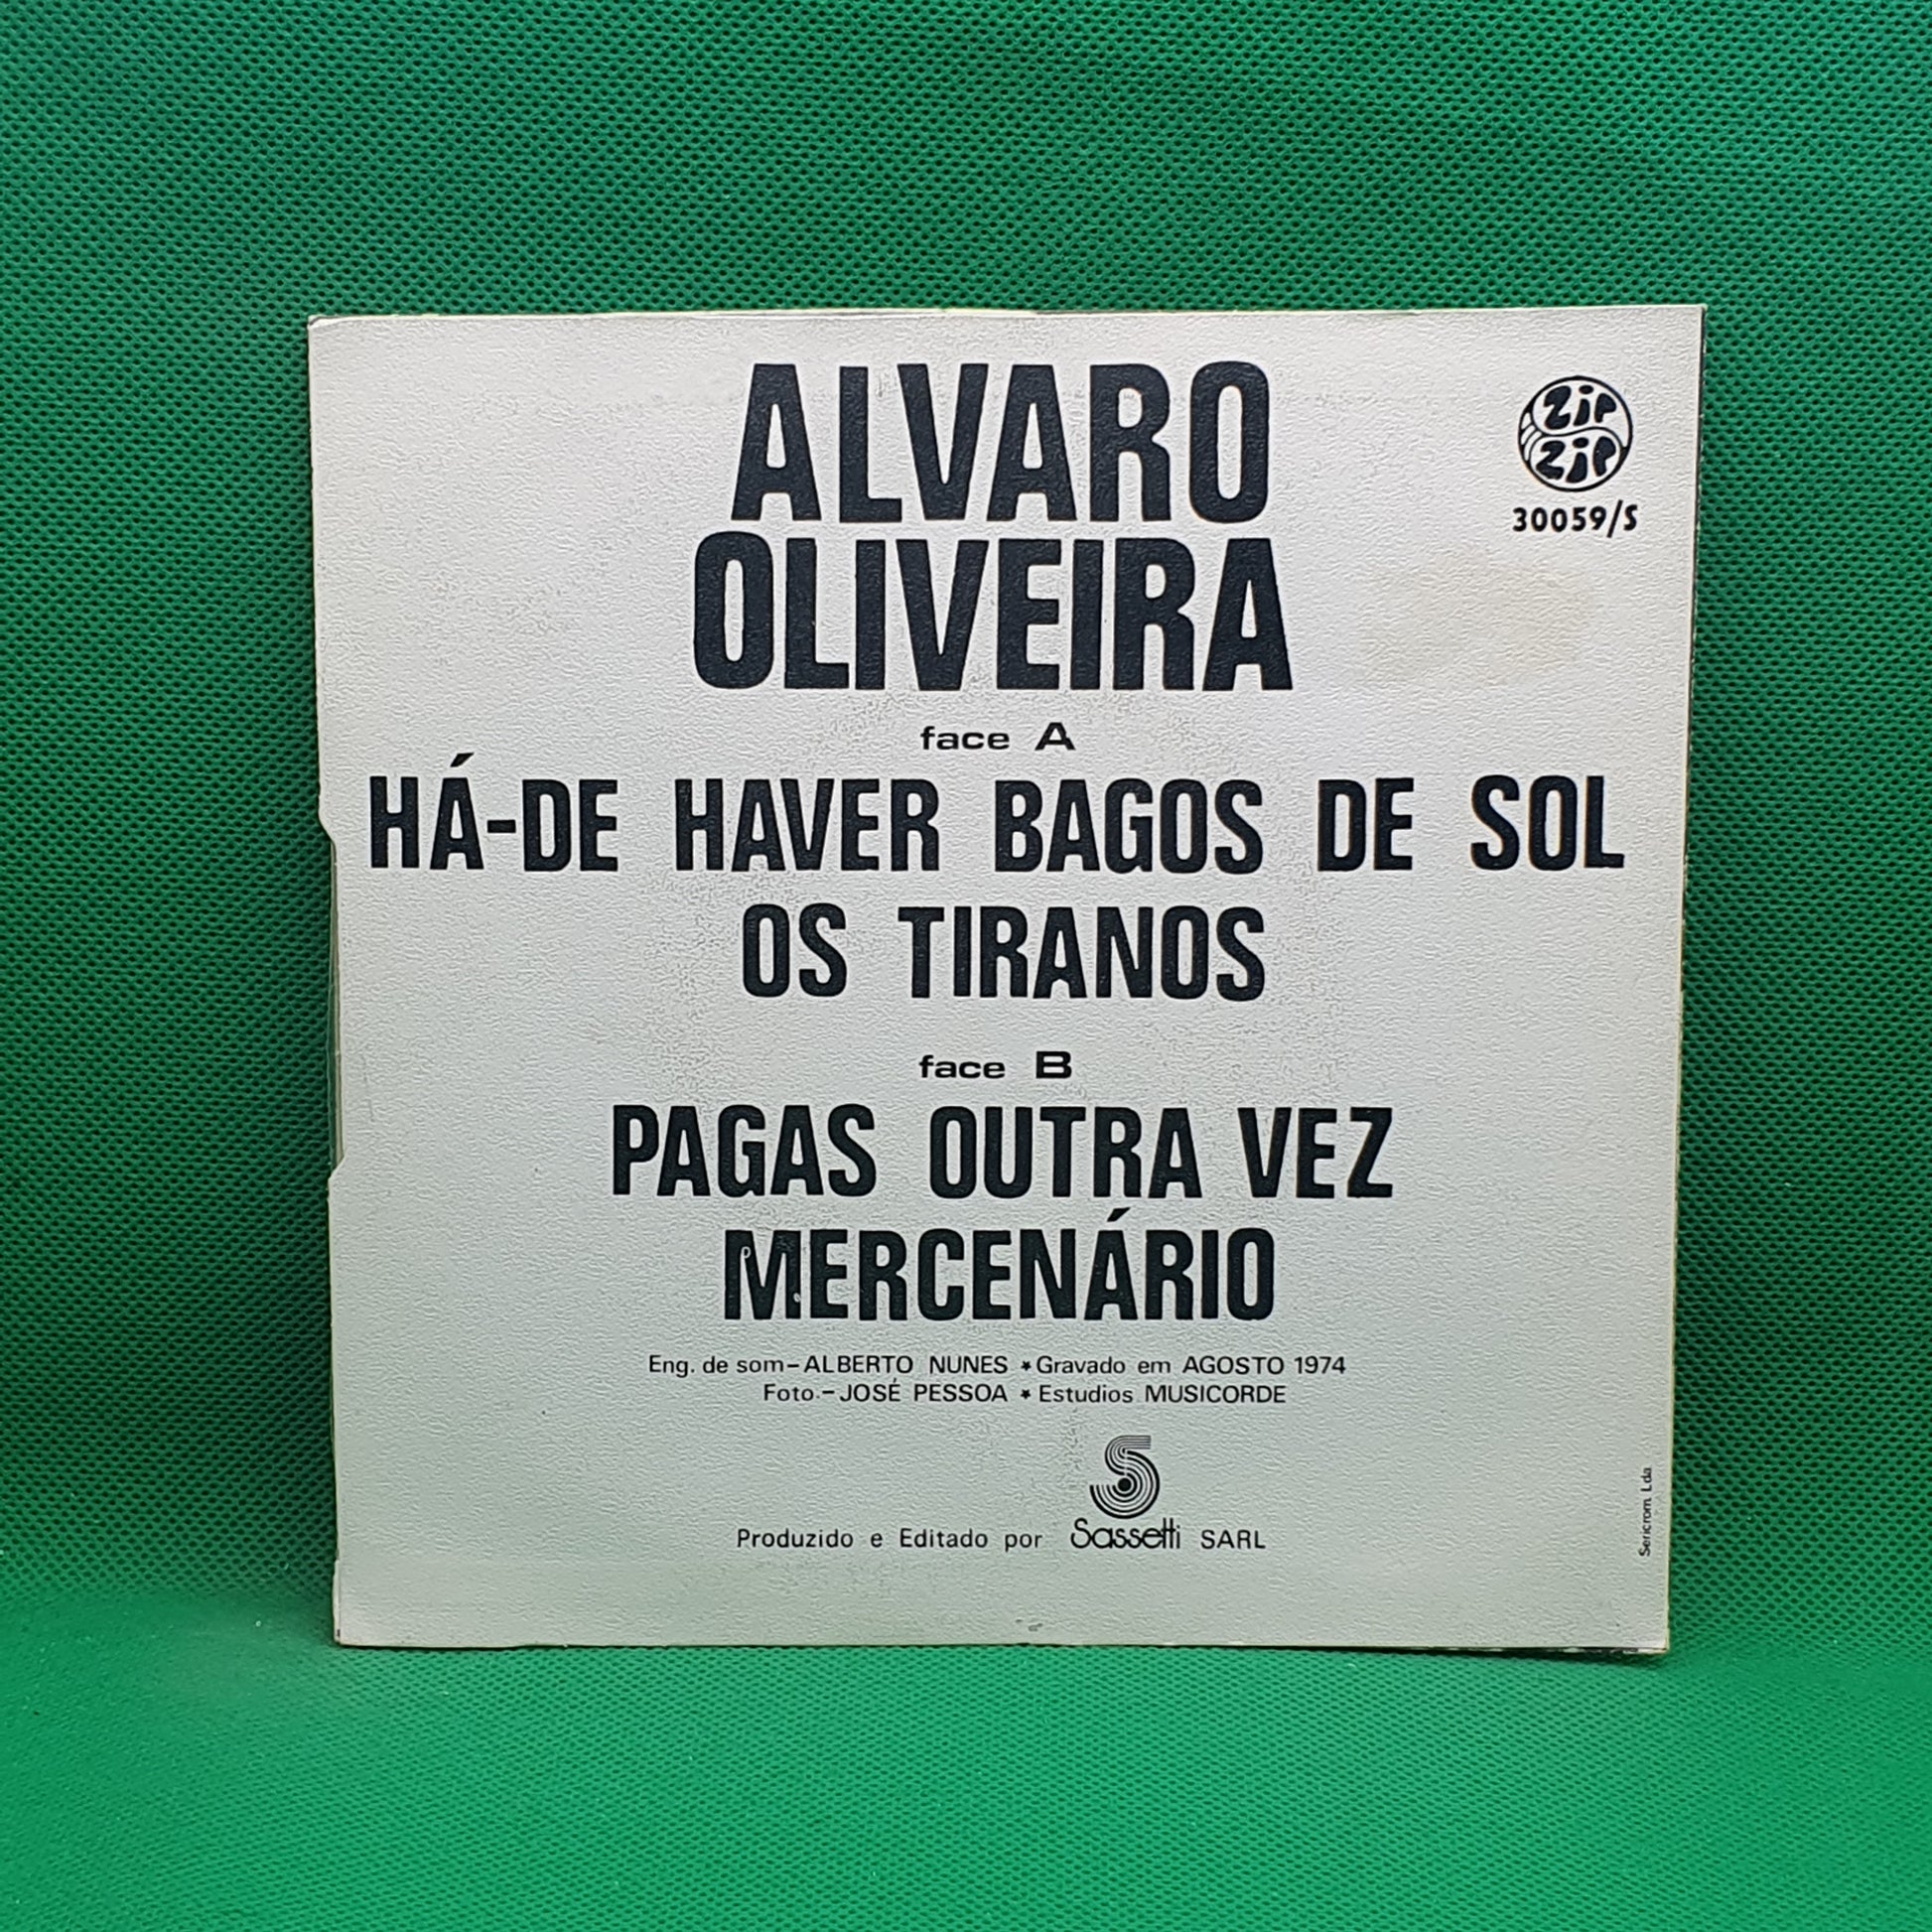 ALVARO
OLIVEIRA
ZIP
ZIP
30059/S
face A
HÁ-DE HAVER BAGOS DE SOL
OS TIRANOS
face B
PAGAS OUTRA VEZ
MERCENÁRIO
Eng. de som-ALBERTO NUNES ★ Gravado em AGOSTO 1974
Foto.-JOSÉ PESSOA ★ Estudios MUSICORDE
Produzido e Editado por Sassetti SARL
Sericrom Lda